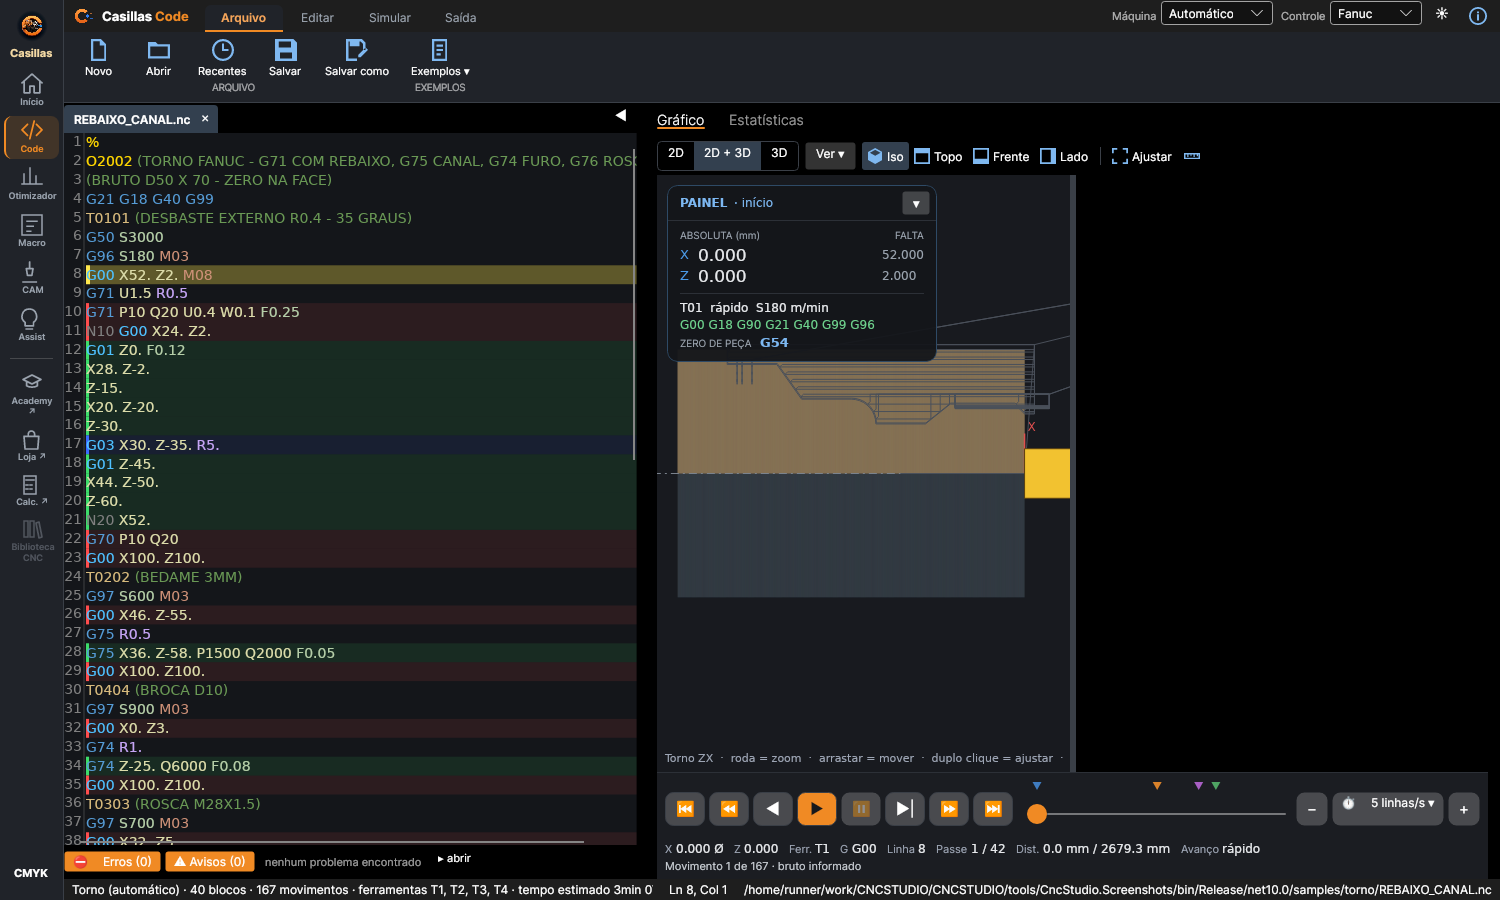 Casillas
Início
Code
Otimizador
Macro
CAM
Assist
Academy ↗
Loja ↗
Calc. ↗
Biblioteca CNC
CMYK
Casillas Code
Arquivo
Editar
Simular
Saída
Máquina
Automático
Controle
Fanuc
Novo
Abrir
Recentes
Salvar
Salvar como
Exemplos ▾
ARQUIVO
EXEMPLOS
REBAIXO_CANAL.nc ×
1 %
2 O2002 (TORNO FANUC - G71 COM REBAIXO, G75 CANAL, G74 FURO, G76 ROSC
3 (BRUTO D50 X 70 - ZERO NA FACE)
4 G21 G18 G40 G99
5 T0101 (DESBASTE EXTERNO R0.4 - 35 GRAUS)
6 G50 S3000
7 G96 S180 M03
8 G00 X52. Z2. M08
9 G71 U1.5 R0.5
10 G71 P10 Q20 U0.4 W0.1 F0.25
11 N10 G00 X24. Z2.
12 G01 Z0. F0.12
13 X28. Z-2.
14 Z-15.
15 X20. Z-20.
16 Z-30.
17 G03 X30. Z-35. R5.
18 G01 Z-45.
19 X44. Z-50.
20 Z-60.
21 N20 X52.
22 G70 P10 Q20
23 G00 X100. Z100.
24 T0202 (BEDAME 3MM)
25 G97 S600 M03
26 G00 X46. Z-55.
27 G75 R0.5
28 G75 X36. Z-58. P1500 Q2000 F0.05
29 G00 X100. Z100.
30 T0404 (BROCA D10)
31 G97 S900 M03
32 G00 X0. Z3.
33 G74 R1.
34 G74 Z-25. Q6000 F0.08
35 G00 X100. Z100.
36 T0303 (ROSCA M28X1.5)
37 G97 S700 M03
38 G00 X32. Z5.
Erros (0)
Avisos (0)
nenhum problema encontrado
▸ abrir
Gráfico
Estatísticas
2D
2D + 3D
3D
Ver ▾
Iso
Topo
Frente
Lado
Ajustar
PAINEL · início
ABSOLUTA (mm) FALTA
X 0.000 52.000
Z 0.000 2.000
T01 rápido S180 m/min
G00 G18 G90 G21 G40 G99 G96
ZERO DE PEÇA G54
X
Torno ZX · roda = zoom · arrastar = mover · duplo clique = ajustar ·
−
5 linhas/s ▾
+
X 0.000 Ø Z 0.000 Ferr. T1 G G00 Linha 8 Passe 1 / 42 Dist. 0.0 mm / 2679.3 mm Avanço rápido
Movimento 1 de 167 · bruto informado
Torno (automático) · 40 blocos · 167 movimentos · ferramentas T1, T2, T3, T4 · tempo estimado 3min 0
Ln 8, Col 1
/home/runner/work/CNCSTUDIO/CNCSTUDIO/tools/CncStudio.Screenshots/bin/Release/net10.0/samples/torno/REBAIXO_CANAL.nc